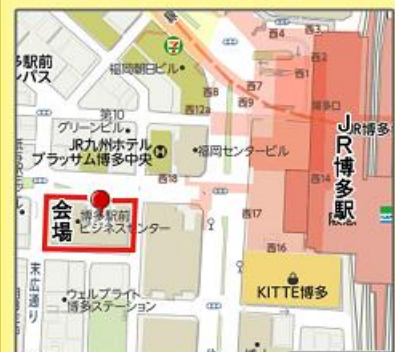 多駅前
パス
福岡朝日ビル
西4
西3
西2
西1
西7
西8
西9
西12a
第10
グリーンビル
博多口
JR博多
JR博多駅
JR九州ホテル
ブラッサム博多中央
福岡センタービル
西18
西14
会場
博多駅前
ビジネスセンター
西17
西16
KITTE博多
末広通り
ウェルブライト
博多ステーション